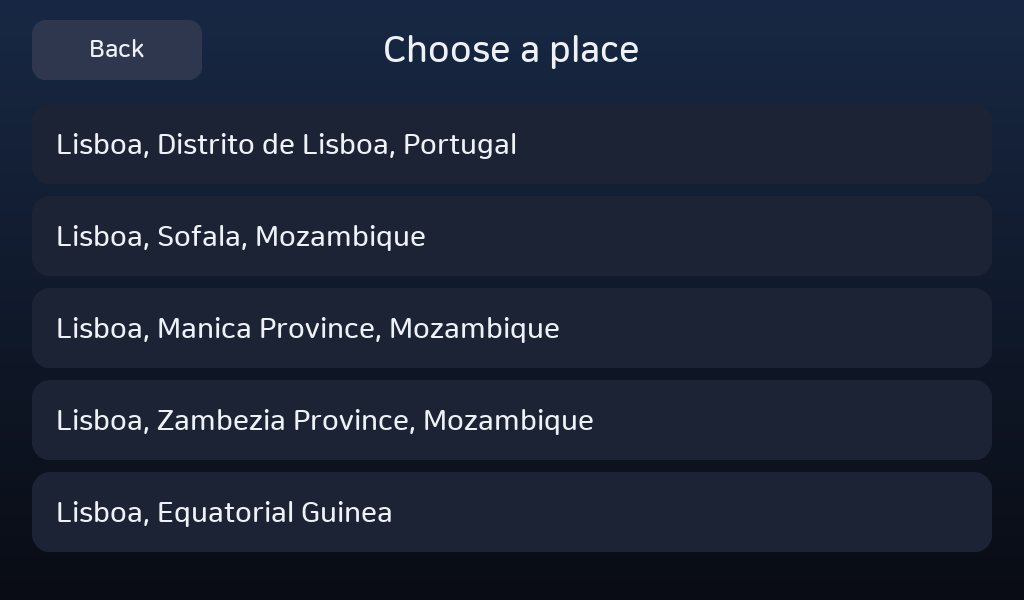 Back
Choose a place
Lisboa, Distrito de Lisboa, Portugal
Lisboa, Sofala, Mozambique
Lisboa, Manica Province, Mozambique
Lisboa, Zambezia Province, Mozambique
Lisboa, Equatorial Guinea